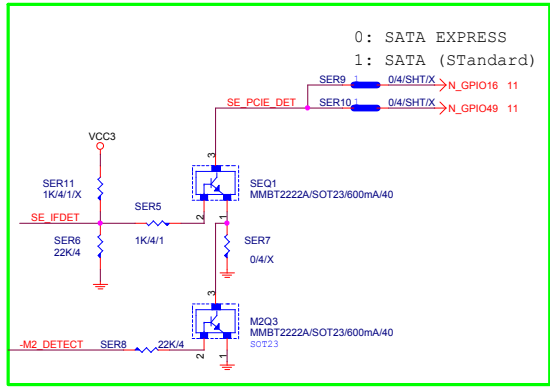 0: SATA EXPRESS
1: SATA (STandard)
SER9 1 0/4/SHT/X N_GPIO16 11
SE_PCIE_DET SER10 1 0/4/SHT/X N_GPIO49 11
VCC3
3
SER11
1K/4/1/X
SEQ1
MMBT2222A/SOT23/600mA/40
SER5
SE_IFDET
2 1
SER6
22K/4
1K/4/1
SER7
0/4/X
3
M2Q3
MMBT2222A/SOT23/600mA/40
SOT23
-M2_DETECT SER8 22K/4
2 1